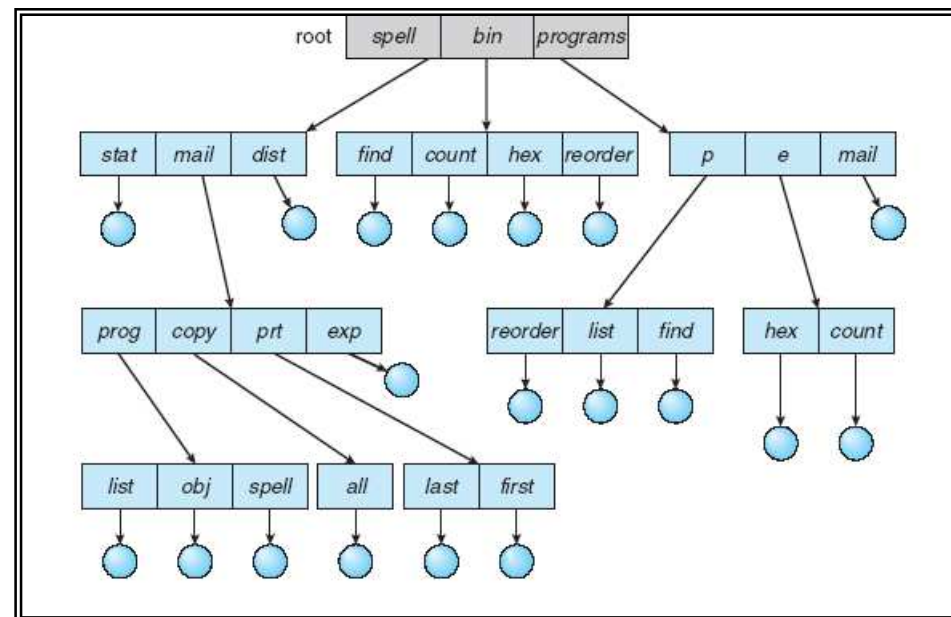 root spell bin programs
stat mail dist find count hex reorder p e mail
prog copy prt exp reorder list find hex count
list obj spell all last first